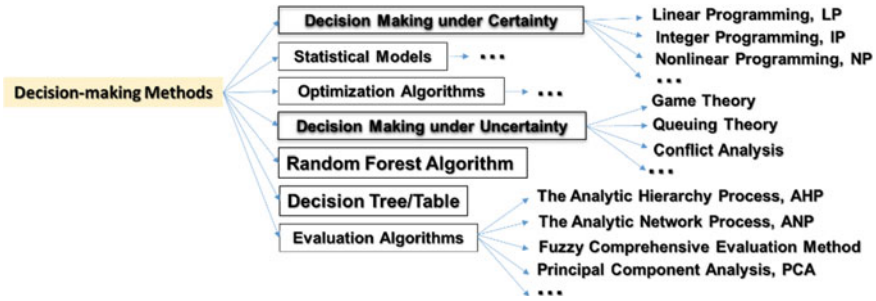 Decision-making Methods
Decision Making under Certainty
Linear Programming, LP
Integer Programming, IP
Nonlinear Programming, NP
...
Statistical Models
...
Optimization Algorithms
...
Decision Making under Uncertainty
Game Theory
Queuing Theory
Conflict Analysis
...
Random Forest Algorithm
Decision Tree/Table
Evaluation Algorithms
The Analytic Hierarchy Process, AHP
The Analytic Network Process, ANP
Fuzzy Comprehensive Evaluation Method
Principal Component Analysis, PCA
...